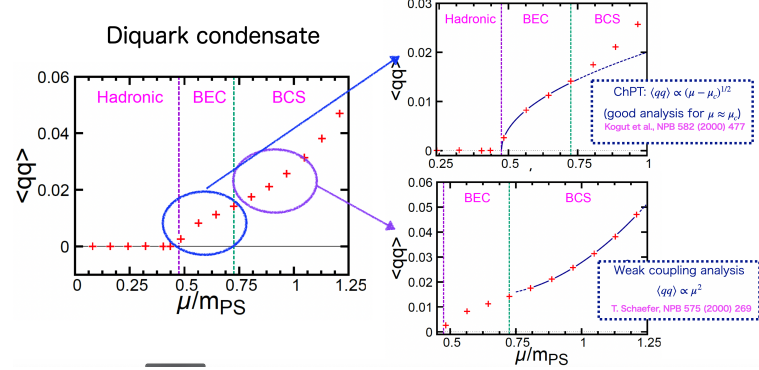 Diquark condensate
<qq>
0.06
0.04
0.02
0
Hadronic
BEC
BCS
0
0.25
0.5
0.75
1
1.25
μ/mPS
<qq>
0.03
0.02
0.01
0
Hadronic
BEC
BCS
ChPT: ⟨qq⟩ ∝ (μ − μc)1/2
(good analysis for μ ≈ μc)
Kogut et al., NPB 582 (2000) 477
0.25
0.5
0.75
1
<qq>
0.06
0.05
0.04
0.03
0.02
0.01
0
BEC
BCS
Weak coupling analysis
⟨qq⟩ ∝ μ2
T. Schaefer, NPB 575 (2000) 269
0.5
0.75
1
1.25
μ/mPS